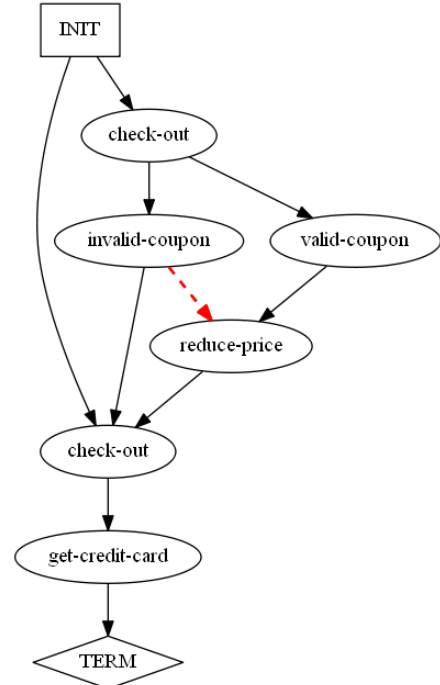 INIT
check-out
invalid-coupon
valid-coupon
reduce-price
check-out
get-credit-card
TERM